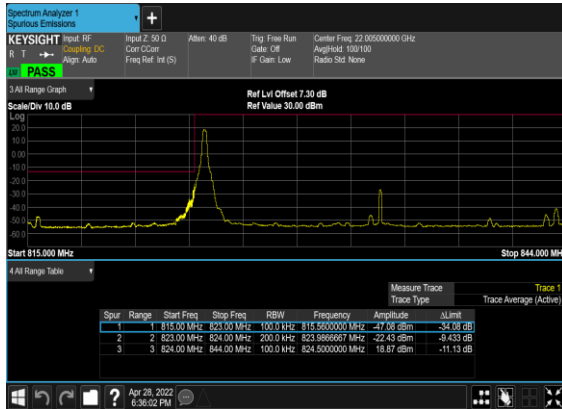 Spectrum Analyzer 1
Spurious Emissions
KEYSIGHT
R T
LXI PASS
Input: RF
Coupling: DC
Align: Auto
Input Z: 50 Ω
Corr CCorr
Freq Ref: Int (S)
Atten: 40 dB
Trig: Free Run
Gate: Off
IF Gain: Low
Center Freq: 22.005000000 GHz
Avg|Hold: 100/100
Radio Std: None
3 All Range Graph
Scale/Div 10.0 dB
Ref Lvl Offset 7.30 dB
Ref Value 30.00 dBm
Log
20.0
10.0
0.00
-10.0
-20.0
-30.0
-40.0
-50.0
-60.0
Start 815.000 MHz
Stop 844.000 MHz
4 All Range Table
Measure Trace Trace 1
Trace Type Trace Average (Active)
Spur Range Start Freq Stop Freq RBW Frequency Amplitude ΔLimit
1 1 815.00 MHz 823.00 MHz 100.0 kHz 815.5600000 MHz -47.08 dBm -34.08 dB
2 2 823.00 MHz 824.00 MHz 200.0 kHz 823.9866667 MHz -22.43 dBm -9.433 dB
3 3 824.00 MHz 844.00 MHz 100.0 kHz 824.5000000 MHz 18.87 dBm -11.13 dB
Apr 28, 2022
6:36:02 PM